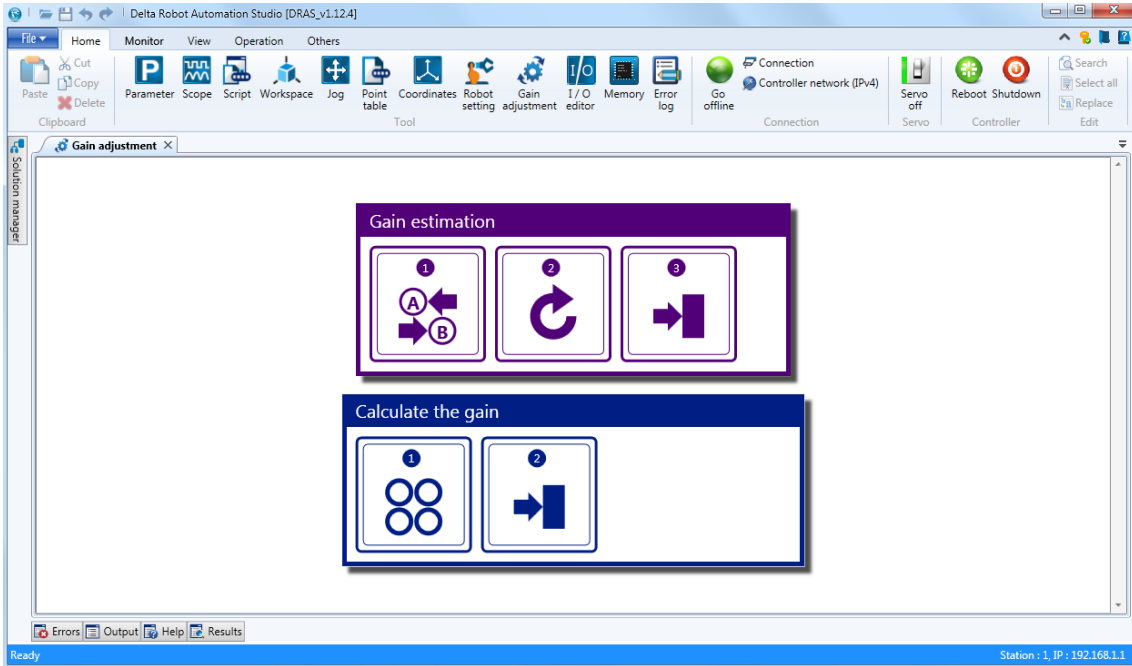 Delta Robot Automation Studio [DRAS_v1.12.4]
File Home Monitor View Operation Others
Paste
Cut
Copy
Delete
Clipboard
Parameter Scope Script Workspace Jog Point table Coordinates Robot setting Gain adjustment I / O editor Memory Error log
I/O
Tool
Go offline
Connection
Controller network (IPv4)
Connection
Servo off
Servo
Reboot Shutdown
Controller
Search
Select all
Replace
Edit
Solution manager
Gain adjustment
Gain estimation
1 2 3
A
B
Calculate the gain
1 2
Errors Output Help Results
Ready Station : 1, IP : 192.168.1.1